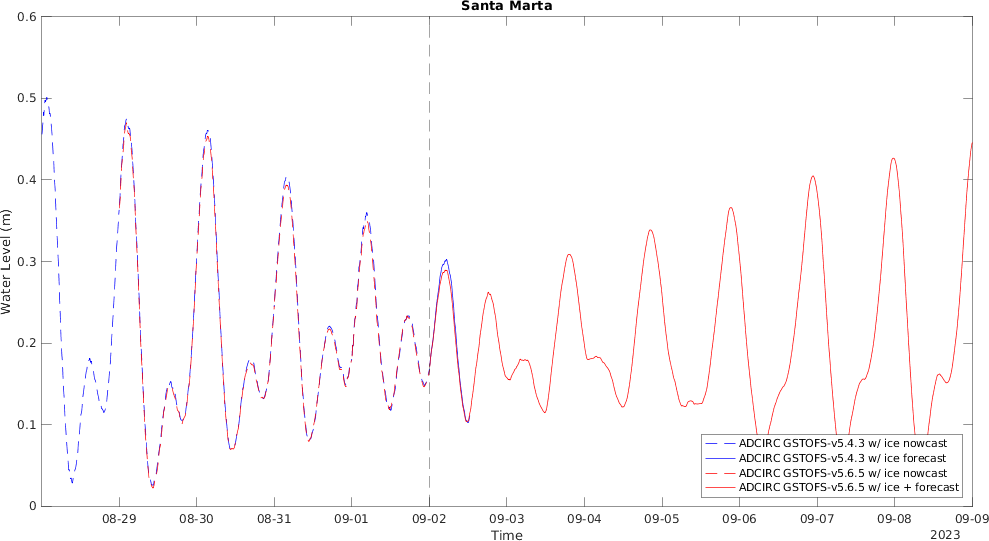 Santa Marta
0.6
0.5
0.4
0.3
0.2
0.1
0
Water Level (m)
08-29 08-30 08-31 09-01 09-02 09-03 09-04 09-05 09-06 09-07 09-08 09-09
Time
2023
ADCIRC GSTOFS-v5.4.3 w/ ice nowcast
ADCIRC GSTOFS-v5.4.3 w/ ice forecast
ADCIRC GSTOFS-v5.6.5 w/ ice nowcast
ADCIRC GSTOFS-v5.6.5 w/ ice + forecast